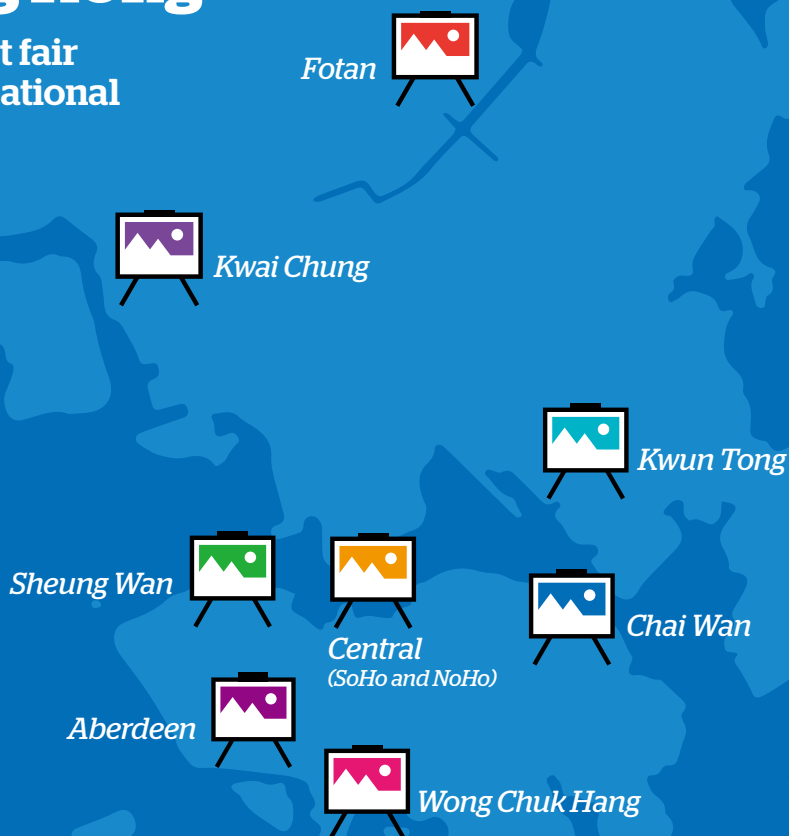 t fair
ational
Fotan
Kwai Chung
Kwun Tong
Sheung Wan
Central
(SoHo and NoHo)
Chai Wan
Aberdeen
Wong Chuk Hang